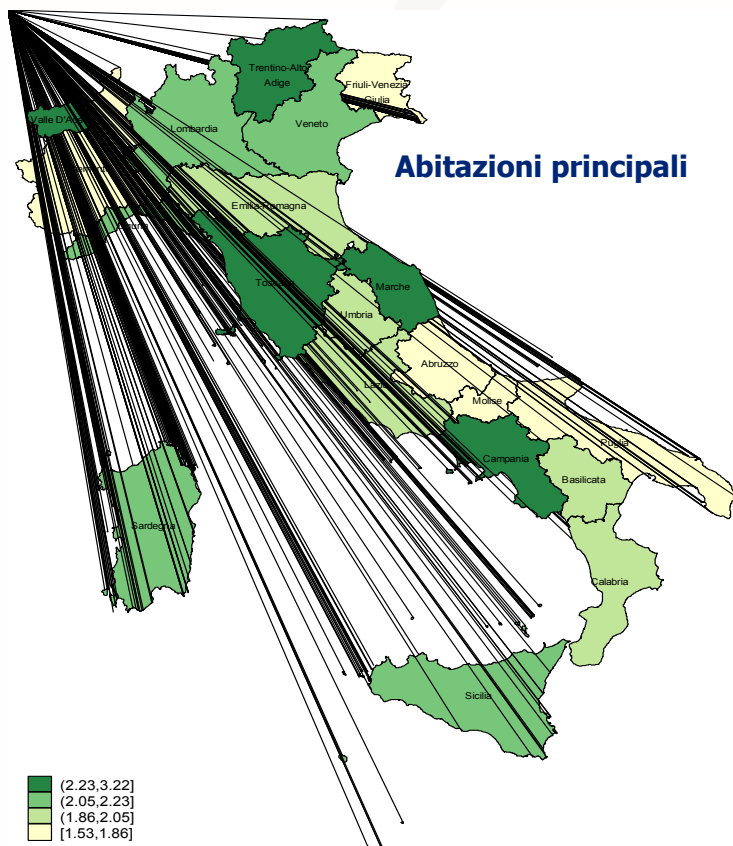 Trentino-Alto
Adige
Friuli-Venezia
Giulia
Valle D'Aos
Lombardia
Veneto
Abitazioni principali
Emilia-Romagna
Toscana
Marche
Umbria
Abruzzo
Lazio
Molise
Puglia
Campania
Basilicata
Sardegna
Calabria
Sicilia
(2.23,3.22]
(2.05,2.23]
(1.86,2.05]
[1.53,1.86]